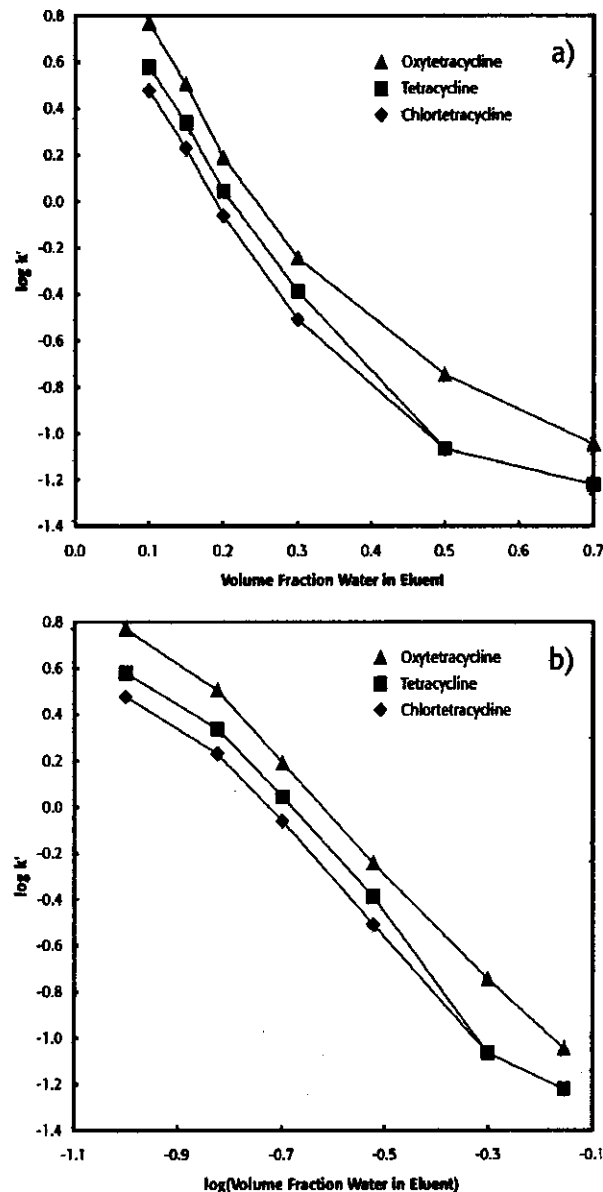 0.8
0.6
0.4
0.2
0.0
-0.2
-0.4
-0.6
-0.8
-1.0
-1.2
-1.4
log k'
a)
Oxytetracycline
Tetracycline
Chlortetracycline
0.0 0.1 0.2 0.3 0.4 0.5 0.6 0.7
Volume Fraction Water in Eluent
0.8
0.6
0.4
0.2
0.0
-0.2
-0.4
-0.6
-0.8
-1.0
-1.2
-1.4
log k'
b)
Oxytetracycline
Tetracycline
Chlortetracycline
-1.1 -0.9 -0.7 -0.5 -0.3 -0.1
log(Volume Fraction Water in Eluent)